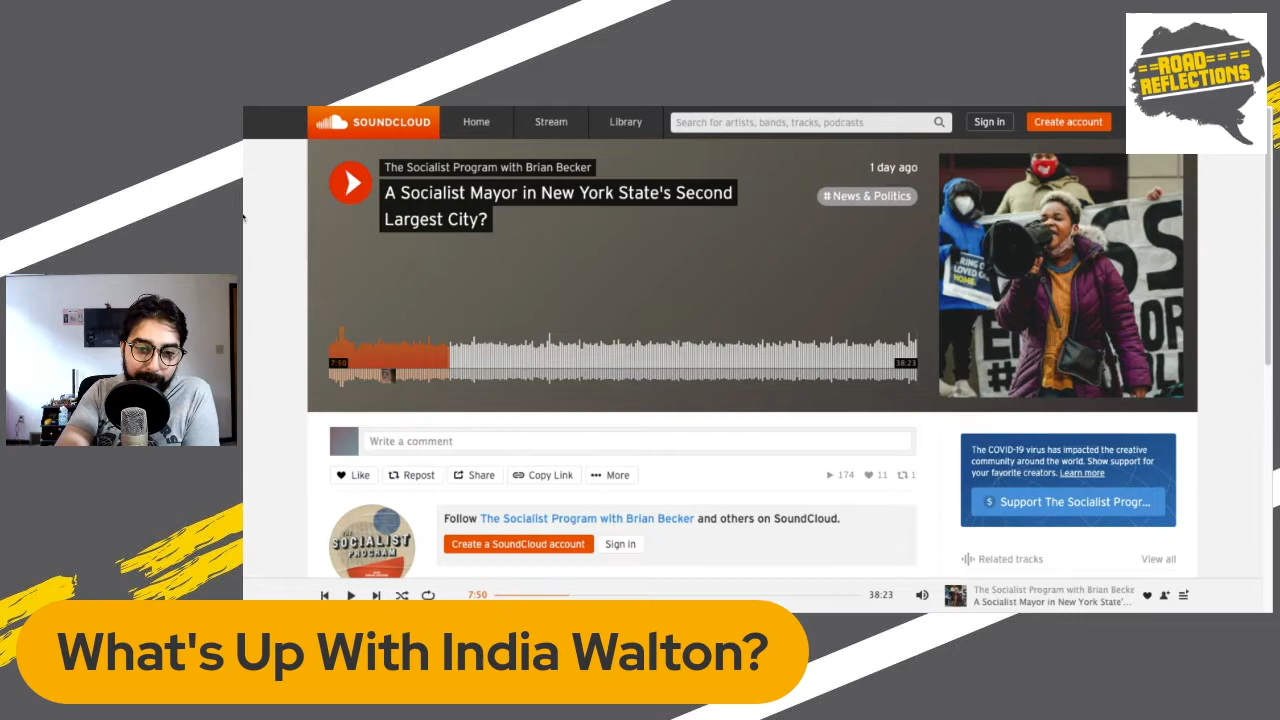 ==ROAD====
REFLECTIONS
SOUNDCLOUD
Home
Stream
Library
Search for artists, bands, tracks, podcasts
Sign in
Create account
The Socialist Program with Brian Becker
1 day ago
A Socialist Mayor in New York State's Second
Largest City?
# News & Politics
7:50
38:23
Write a comment
Like
Repost
Share
Copy Link
More
174
11
1
The COVID-19 virus has impacted the creative
community around the world. Show support for
your favorite creators. Learn more
Support The Socialist Progr...
Follow The Socialist Program with Brian Becker and others on SoundCloud.
Create a SoundCloud account
Sign in
THE
SOCIALIST
PROGRAM
Related tracks
View all
7:50
38:23
The Socialist Program with Brian Becke
A Socialist Mayor in New York State'...
What's Up With India Walton?